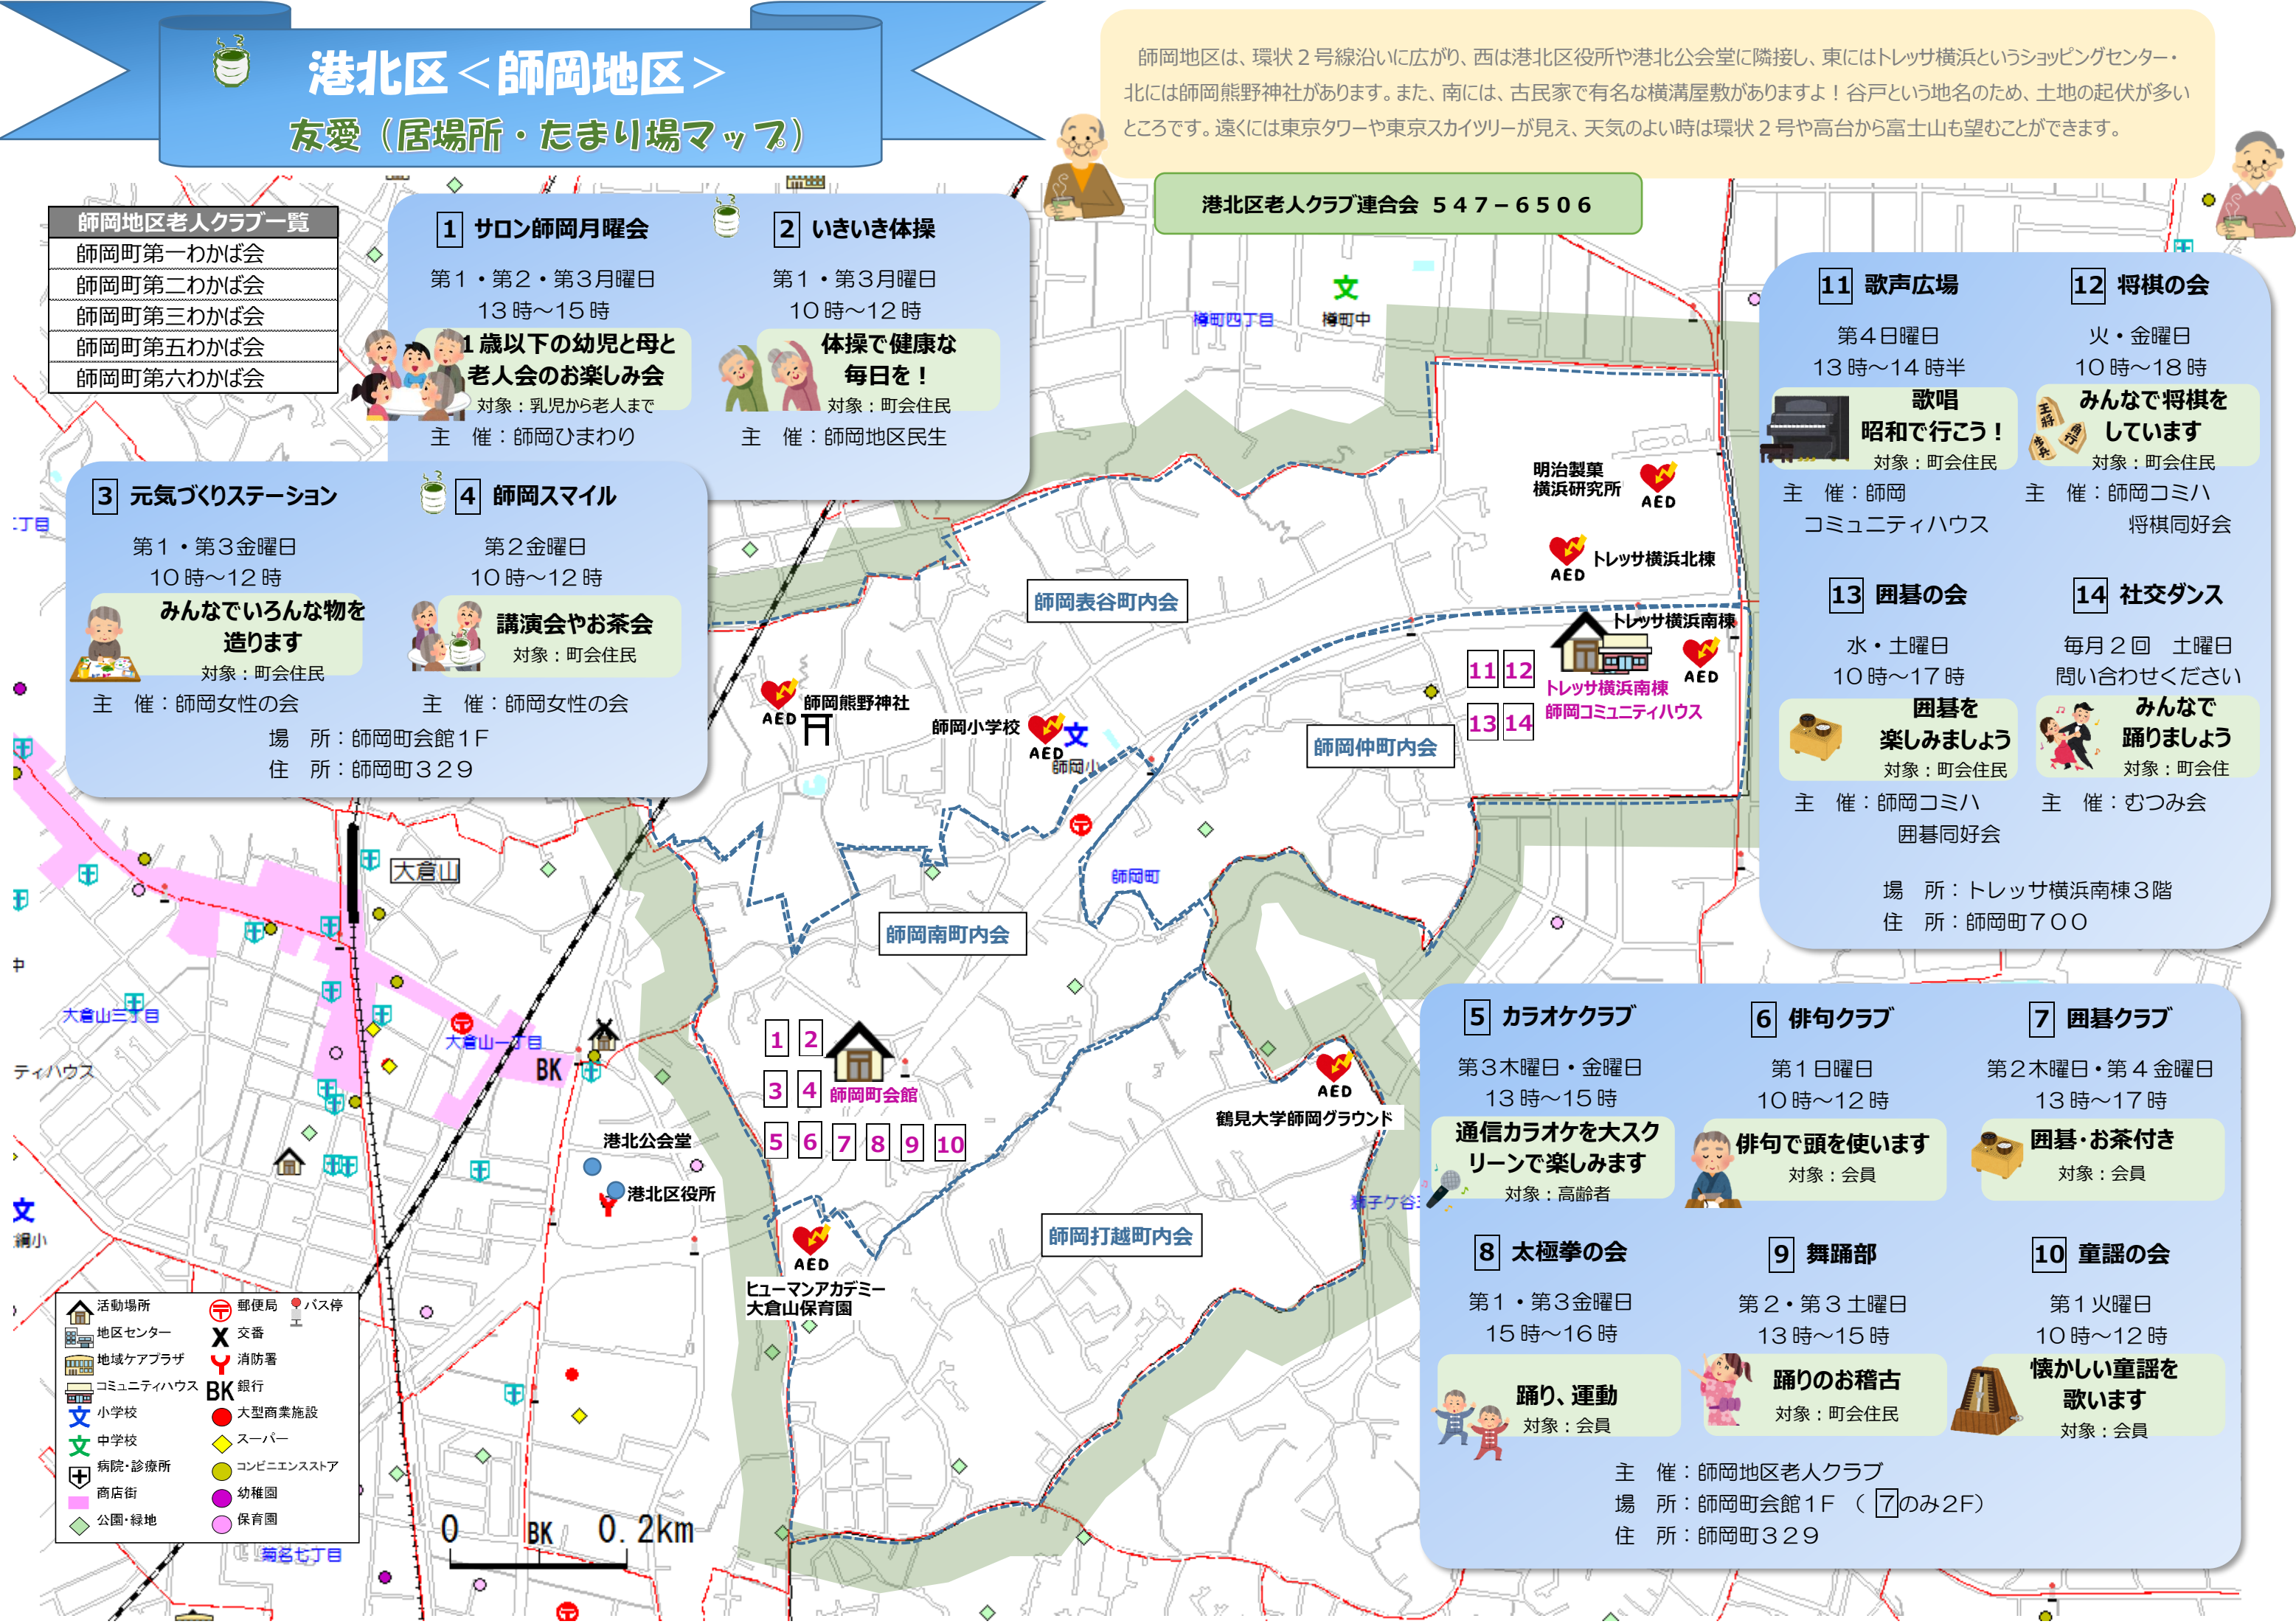 港北区＜師岡地区＞
友愛（居場所・たまり場マップ）
師岡地区は、環状２号線沿いに広がり、西は港北区役所や港北公会堂に隣接し、東にはトレッサ横浜というショッピングセンター・
北には師岡熊野神社があります。また、南には、古民家で有名な横溝屋敷がありますよ！谷戸という地名のため、土地の起伏が多い
ところです。遠くには東京タワーや東京スカイツリーが見え、天気のよい時は環状２号や高台から富士山も望むことができます。
港北区老人クラブ連合会 ５４７－６５０６
師岡地区老人クラブ一覧
師岡町第一わかば会
師岡町第二わかば会
師岡町第三わかば会
師岡町第五わかば会
師岡町第六わかば会
1 サロン師岡月曜会
第１・第２・第３月曜日
13時～15時
1歳以下の幼児と母と
老人会のお楽しみ会
対象：乳児から老人まで
主　催：師岡ひまわり
2 いきいき体操
第１・第３月曜日
10時～12時
体操で健康な
毎日を！
対象：町会住民
主　催：師岡地区民生
3 元気づくりステーション
第１・第３金曜日
10時～12時
みんなでいろんな物を
造ります
対象：町会住民
主　催：師岡女性の会
4 師岡スマイル
第２金曜日
10時～12時
講演会やお茶会
対象：町会住民
主　催：師岡女性の会
場　所：師岡町会館１F
住　所：師岡町３２９
11 歌声広場
第４日曜日
13時～14時半
歌唱
昭和で行こう！
対象：町会住民
主　催：師岡
コミュニティハウス
12 将棋の会
火・金曜日
10時～18時
王将
角行
歩兵
みんなで将棋を
しています
対象：町会住民
主　催：師岡コミハ
将棋同好会
13 囲碁の会
水・土曜日
10時～17時
囲碁を
楽しみましょう
対象：町会住民
主　催：師岡コミハ
囲碁同好会
14 社交ダンス
毎月２回　土曜日
問い合わせください
みんなで
踊りましょう
対象：町会住
主　催：むつみ会
場　所：トレッサ横浜南棟３階
住　所：師岡町７００
5 カラオケクラブ
第３木曜日・金曜日
13時～15時
通信カラオケを大スク
リーンで楽しみます
対象：高齢者
6 俳句クラブ
第１日曜日
10時～12時
俳句で頭を使います
対象：会員
7 囲碁クラブ
第２木曜日・第４金曜日
13時～17時
囲碁・お茶付き
対象：会員
8 太極拳の会
第１・第３金曜日
15時～16時
踊り、運動
対象：会員
9 舞踊部
第２・第３土曜日
13時～15時
踊りのお稽古
対象：町会住民
10 童謡の会
第１火曜日
10時～12時
懐かしい童謡を
歌います
対象：会員
主　催：師岡地区老人クラブ
場　所：師岡町会館１F （ 7のみ２F）
住　所：師岡町３２９
樽町四丁目
樽町中
明治製菓
横浜研究所
AED
トレッサ横浜北棟
AED
トレッサ横浜南棟
AED
11 12
13 14
トレッサ横浜南棟
師岡コミュニティハウス
師岡表谷町内会
師岡熊野神社
AED
師岡小学校
AED
文
師岡小
師岡仲町内会
師岡町
師岡南町内会
大倉山
二丁目
中
大倉山三丁目
大倉山一丁目
ティハウス
BK
1 2
3 4
師岡町会館
5 6 7 8 9 10
港北公会堂
港北区役所
AED
鶴見大学師岡グラウンド
獅子ケ谷三
師岡打越町内会
AED
ヒューマンアカデミー
大倉山保育園
文
綱小
活動場所
地区センター
地域ケアプラザ
コミュニティハウス
文 小学校
文 中学校
病院・診療所
商店街
公園・緑地
郵便局
バス停
X 交番
消防署
BK 銀行
大型商業施設
スーパー
コンビニエンスストア
幼稚園
保育園
菊名七丁目
0 BK 0.2km